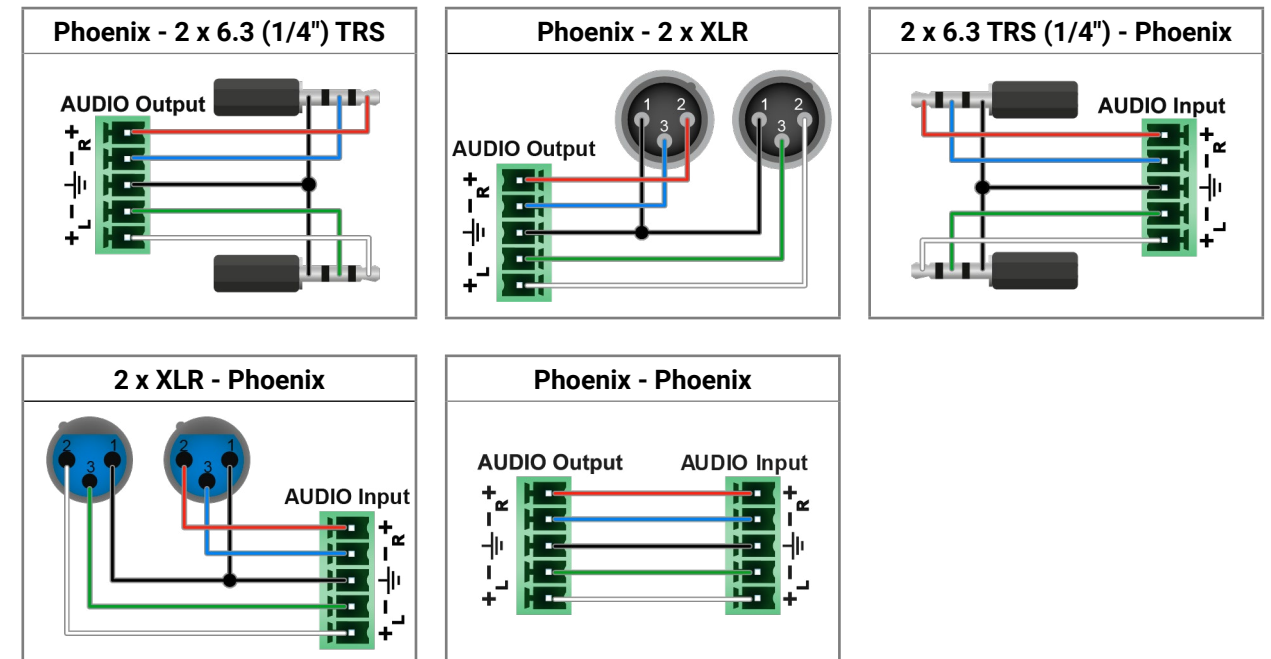 Phoenix - 2 x 6.3 (1/4") TRS
AUDIO Output
+
R
-
-
L
+
Phoenix - 2 x XLR
1 2
3
1 2
3
AUDIO Output
+
R
-
-
L
+
2 x 6.3 TRS (1/4") - Phoenix
AUDIO Input
+
R
-
-
L
+
2 x XLR - Phoenix
2 1
3
2 1
3
AUDIO Input
+
R
-
-
L
+
Phoenix - Phoenix
AUDIO Output
+
R
-
-
L
+
AUDIO Input
+
R
-
-
L
+